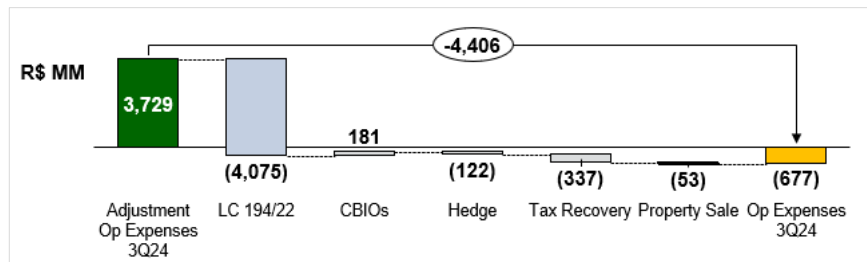 -4,406
R$ MM
3,729
181
(4,075)
(122)
(337)
(53)
(677)
Adjustment
Op Expenses
3Q24
LC 194/22
CBIOs
Hedge
Tax Recovery
Property Sale
Op Expenses
3Q24